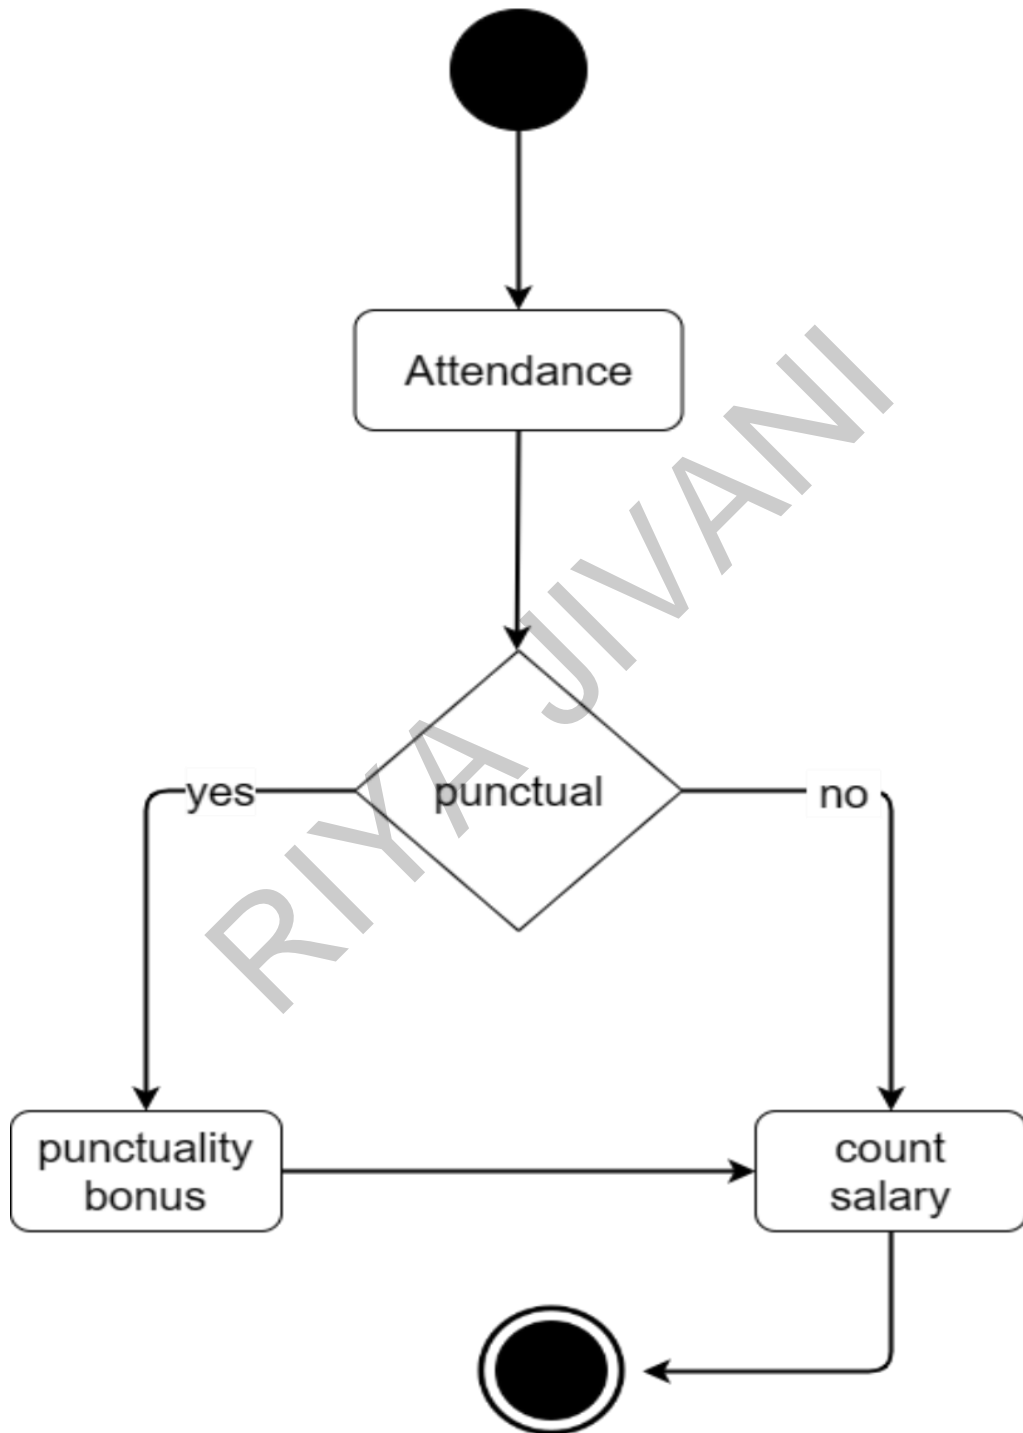 Attendance
RIYA JIVANI
punctual
yes
no
punctuality
bonus
count
salary